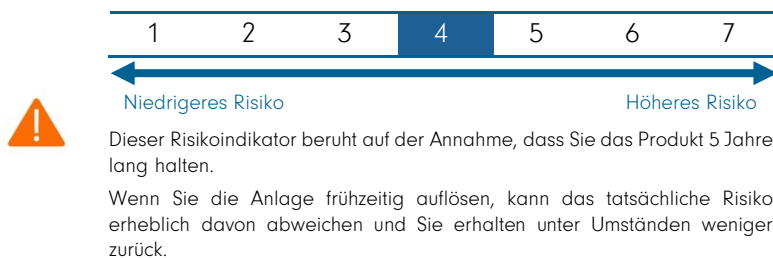 1 2 3 4 5 6 7
Niedrigeres Risiko Höheres Risiko
Dieser Risikoindikator beruht auf der Annahme, dass Sie das Produkt 5 Jahre
lang halten.
Wenn Sie die Anlage frühzeitig auflösen, kann das tatsächliche Risiko
erheblich davon abweichen und Sie erhalten unter Umständen weniger
zurück.